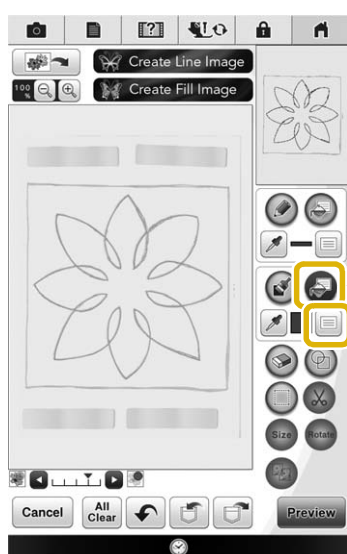 [?]
Create Line Image
100
%
Create Fill Image
Size
Rotate
Cancel
All
Clear
Preview